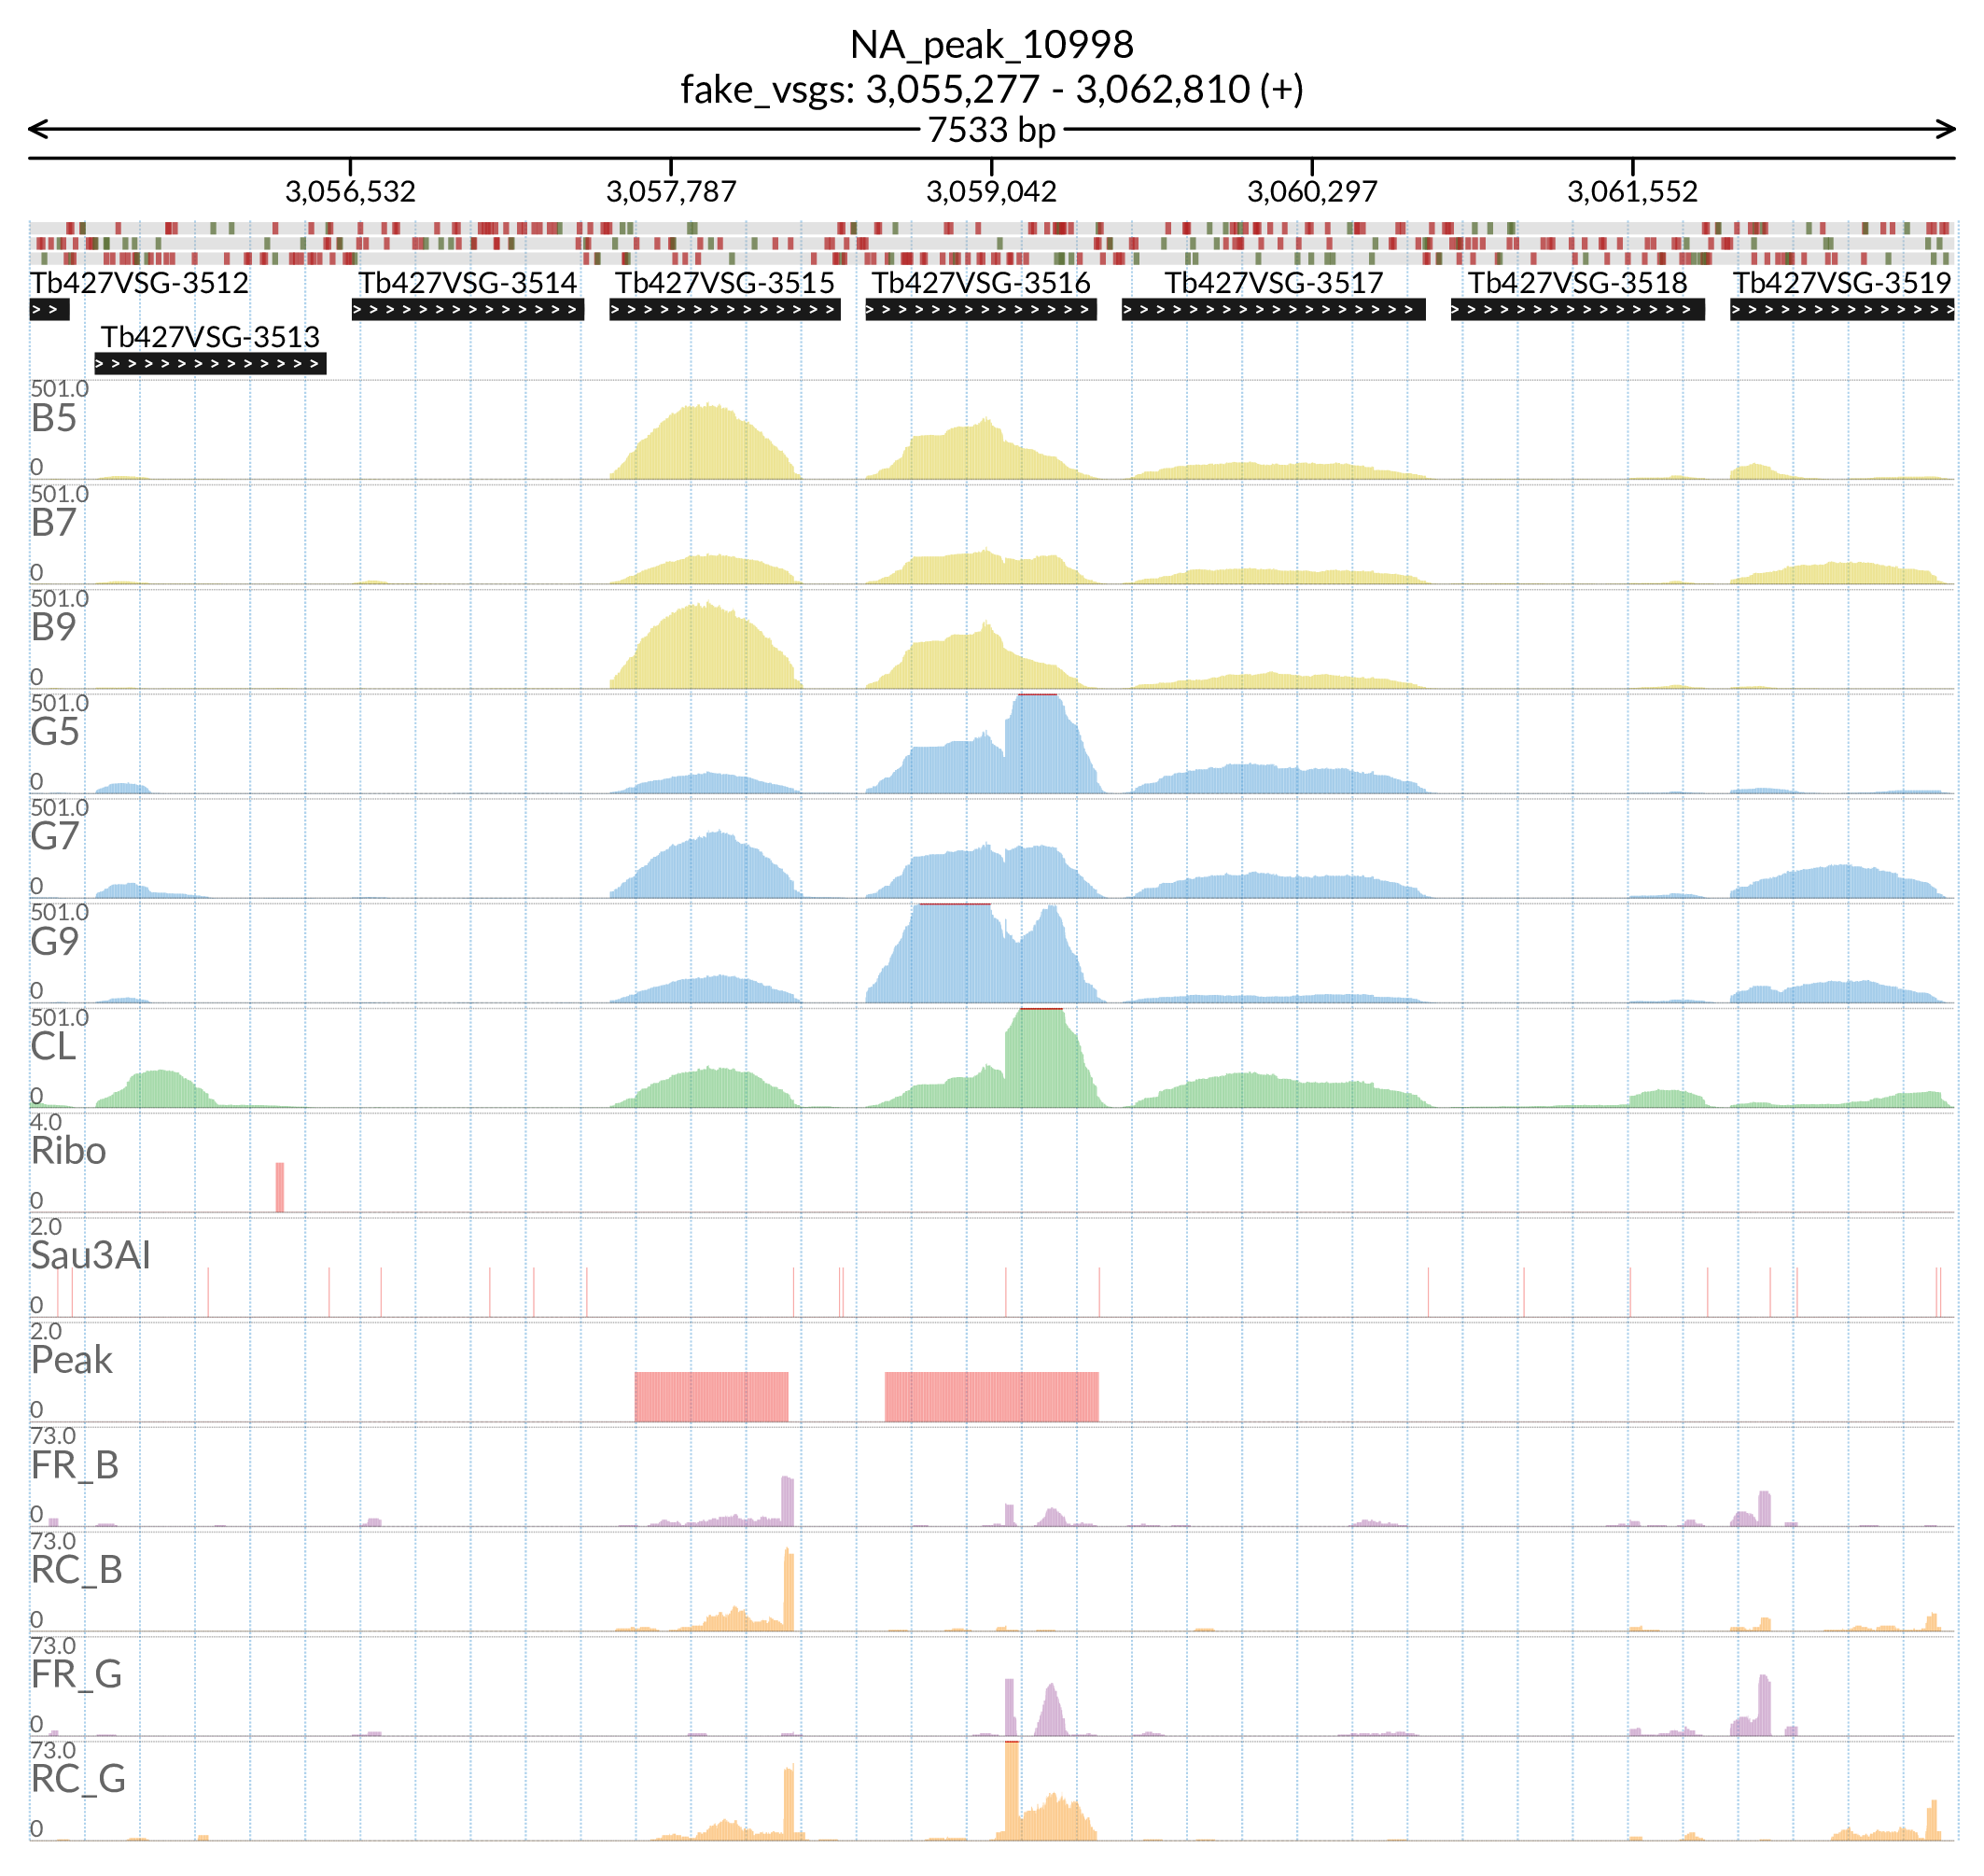 NA_peak_10998
fake_vsgs: 3,055,277 - 3,062,810 (+)
7533 bp
3,056,532 3,057,787 3,059,042 3,060,297 3,061,552
Tb427VSG-3512 Tb427VSG-3514 Tb427VSG-3515 Tb427VSG-3516 Tb427VSG-3517 Tb427VSG-3518 Tb427VSG-3519
Tb427VSG-3513
501.0
B5
0
501.0
B7
0
501.0
B9
0
501.0
G5
0
501.0
G7
0
501.0
G9
0
501.0
CL
0
4.0
Ribo
0
2.0
Sau3AI
0
2.0
Peak
0
73.0
FR_B
0
73.0
RC_B
0
73.0
FR_G
0
73.0
RC_G
0